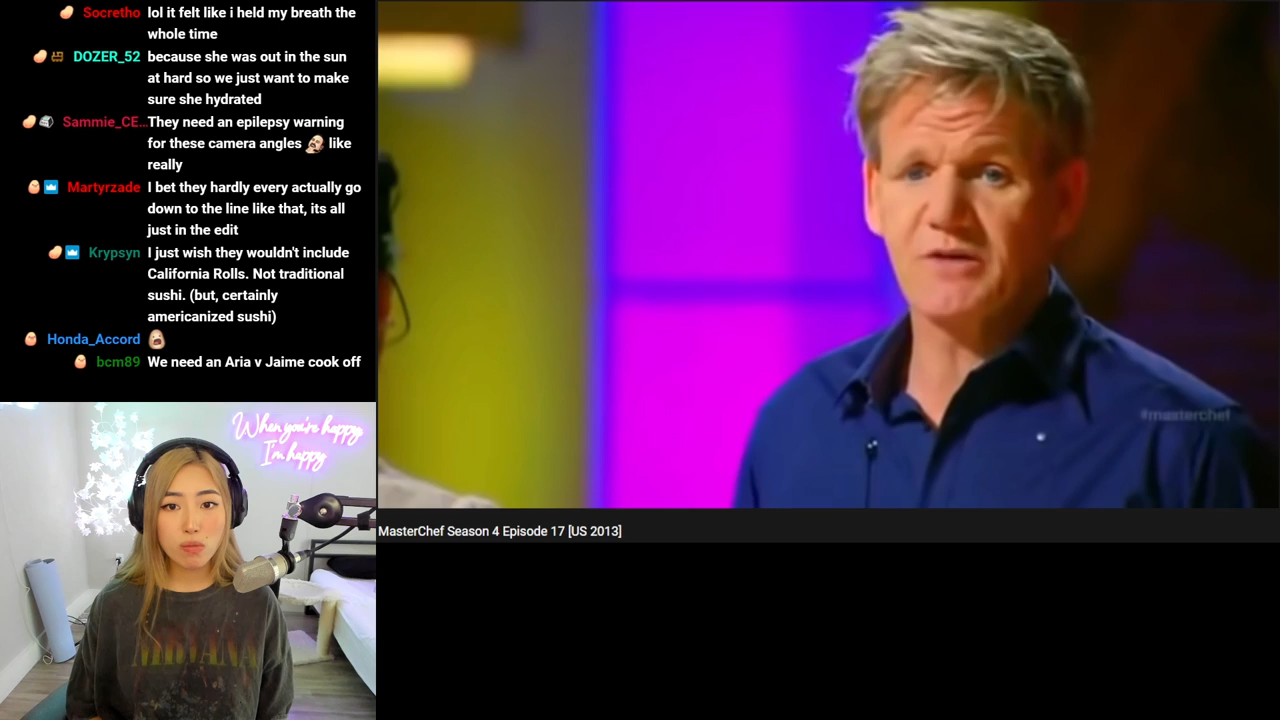 Socretho lol it felt like i held my breath the
whole time
DOZER_52 because she was out in the sun
at hard so we just want to make
sure she hydrated
Sammie_CE... They need an epilepsy warning
for these camera angles like
really
Martyrzade I bet they hardly every actually go
down to the line like that, its all
just in the edit
Krypsyn I just wish they wouldn't include
California Rolls. Not traditional
sushi. (but, certainly
americanized sushi)
Honda_Accord
bcm89 We need an Aria v Jaime cook off
#masterchef
MasterChef Season 4 Episode 17 [US 2013]
When you're happy
I'm happy
NIRVANA